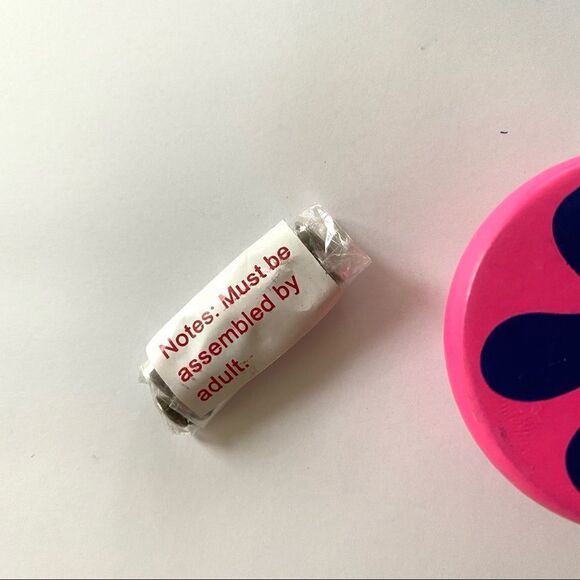 Notes: Must be
assembled by
adult.